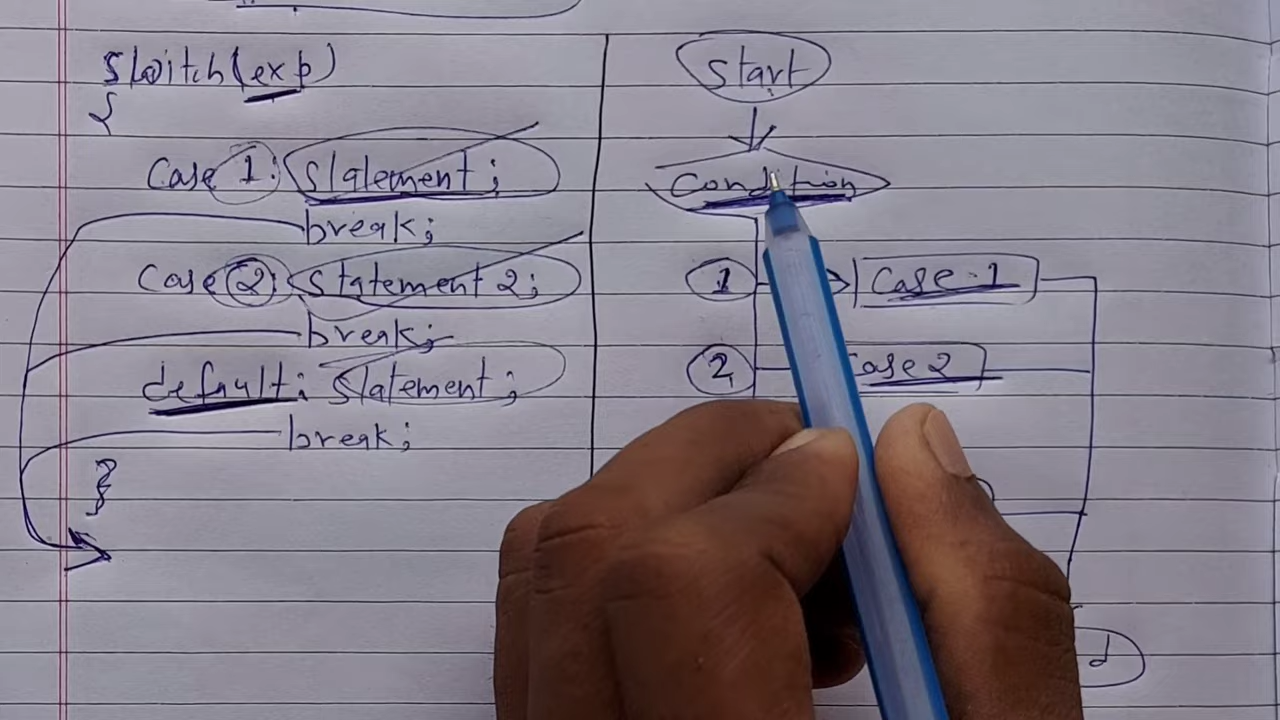 switch(exp)
{
Case 1: statement;
break;
Case 2: statement 2;
break;
default: statement;
break;
}
start
condition
1
Case-1
2
ase 2
d